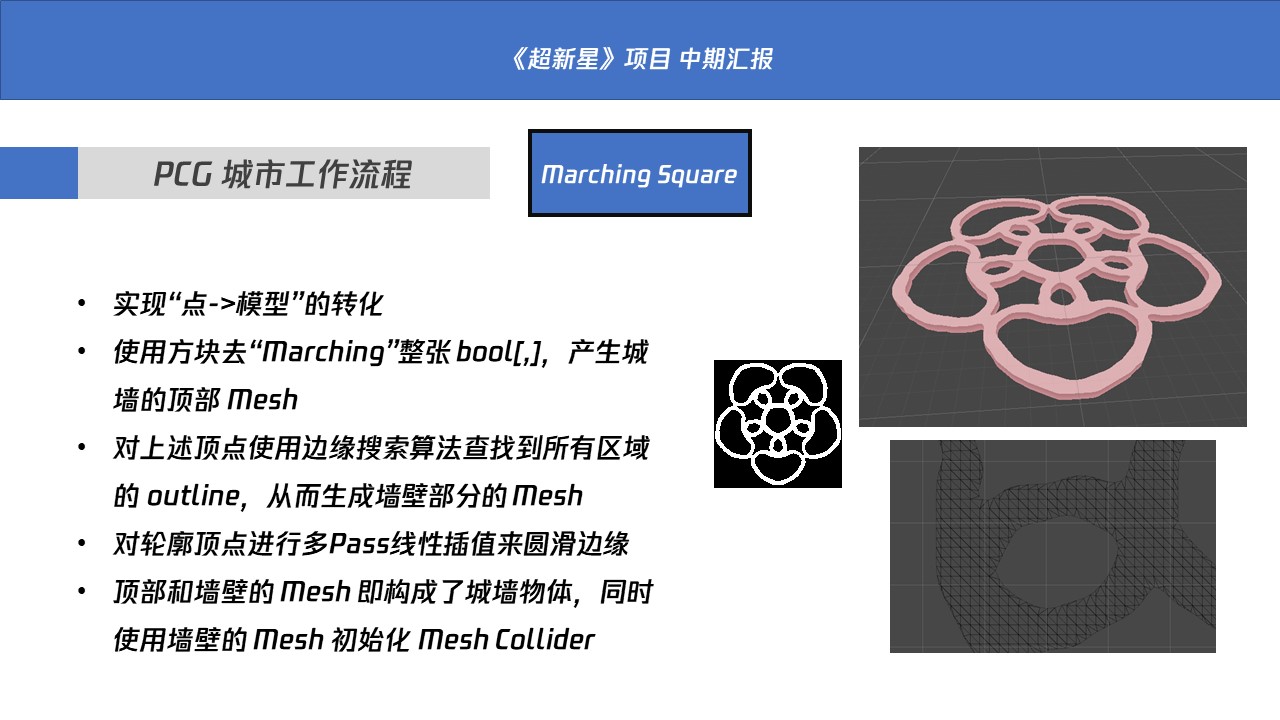 《超新星》项目 中期汇报
PCG 城市工作流程
Marching Square
• 实现“点->模型”的转化
• 使用方块去“Marching”整张 bool[,]，产生城
墙的顶部 Mesh
• 对上述顶点使用边缘搜索算法查找到所有区域
的 outline，从而生成墙壁部分的 Mesh
• 对轮廓顶点进行多Pass线性插值来圆滑边缘
• 顶部和墙壁的 Mesh 即构成了城墙物体，同时
使用墙壁的 Mesh 初始化 Mesh Collider